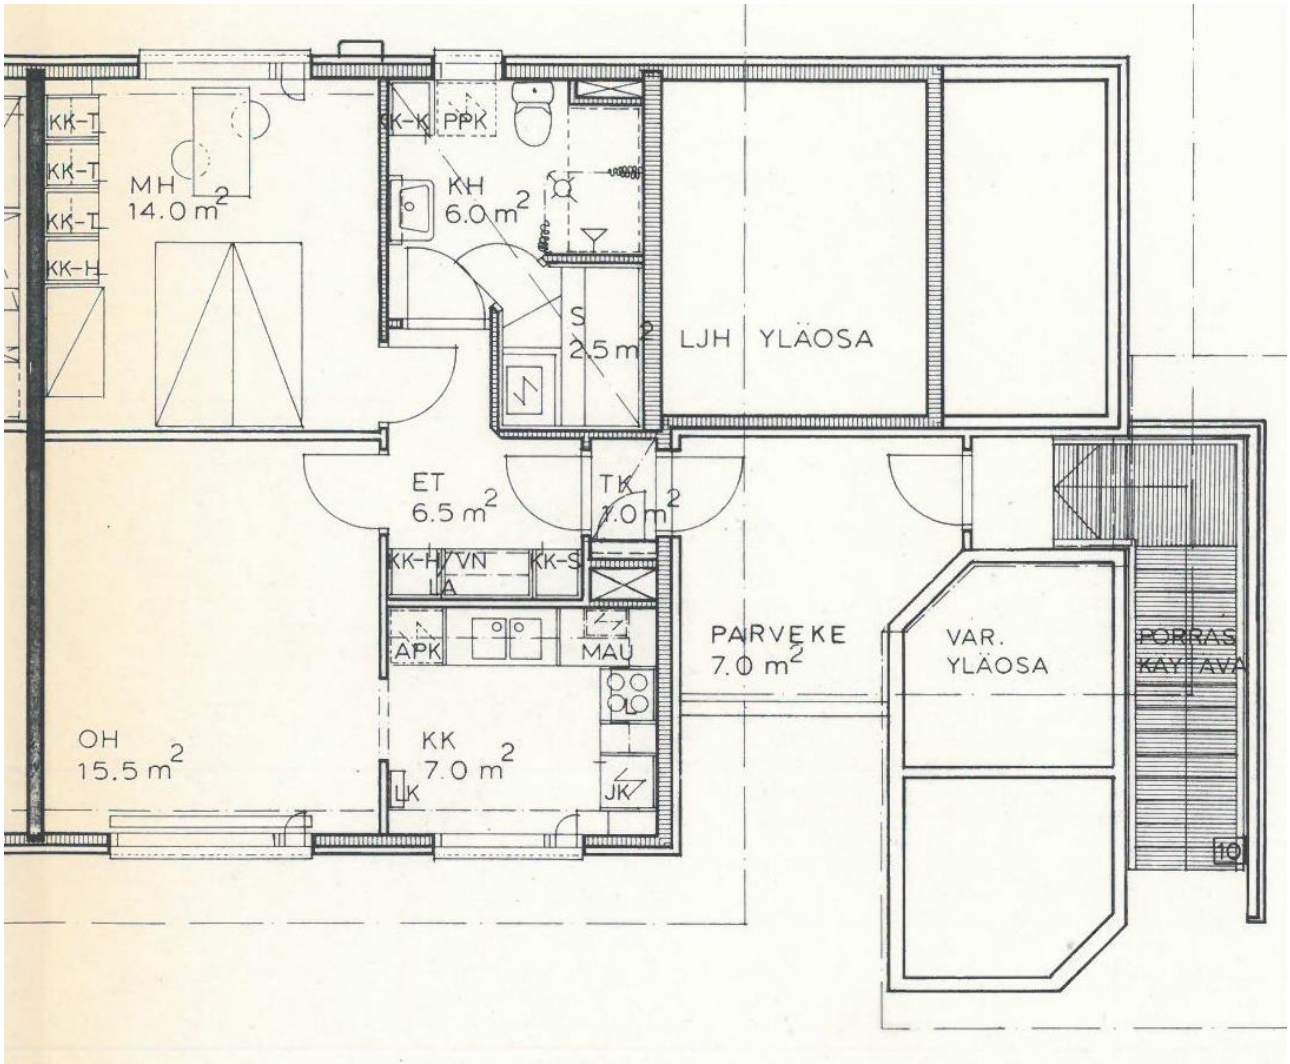 KK-T
KK-T
KK-T
KK-H
MH
14.0 m²
K-K
PPK
KH
6.0 m²
S
2.5 m²
LJH YLÄOSA
ET
6.5 m²
TK
1.0 m²
KK-H/VN
LA
KK-S
APK
MAU
L
PARVEKE
7.0 m²
VAR.
YLÄOSA
PORRAS
KÄYTÄVÄ
OH
15.5 m²
KK
7.0 m²
LK
JK
10